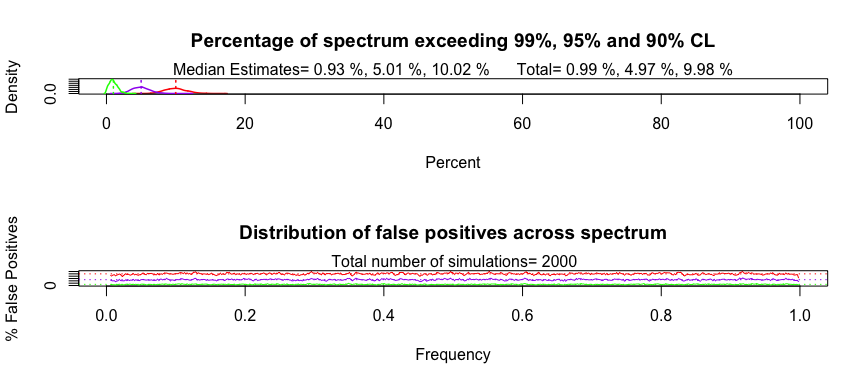 Percentage of spectrum exceeding 99%, 95% and 90% CL
Median Estimates= 0.93 %, 5.01 %, 10.02 % Total= 0.99 %, 4.97 %, 9.98 %
Density
0.0
0 20 40 60 80 100
Percent
Distribution of false positives across spectrum
Total number of simulations= 2000
% False Positives
0
0.0 0.2 0.4 0.6 0.8 1.0
Frequency